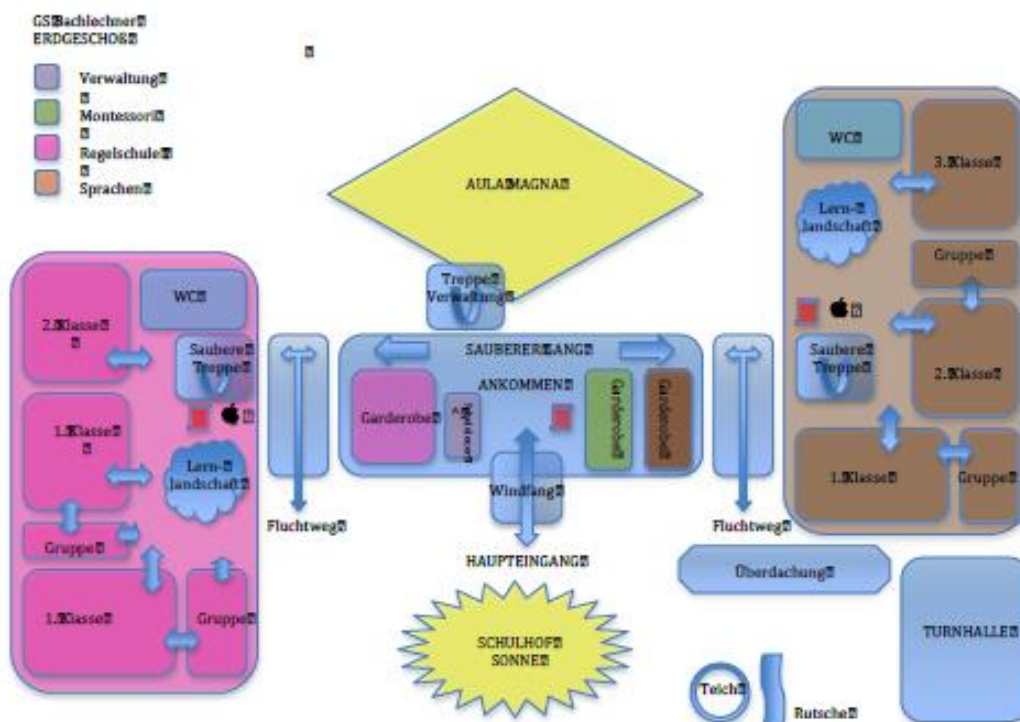 GS Bachlechner
ERDGESCHOß
Verwaltung
Montessori
Regelschule
Sprachen
AULA MAGNA
WC
3. Klasse
Lern-
landschaft
Gruppe
2. Klasse
WC
Treppe
Verwaltung
Saubere
Treppe
SAUBERER GANG
Saubere
Treppe
2. Klasse
ANKOMMEN
1. Klasse
Garderobe
Garderobe
Garderobe
Lern-
landschaft
Windfang
1. Klasse
Gruppe
Fluchtweg
Fluchtweg
Gruppe
HAUPTEINGANG
Überdachung
1. Klasse
Gruppe
SCHULHOF
SONNE
TURNHALLE
Teich
Rutsche